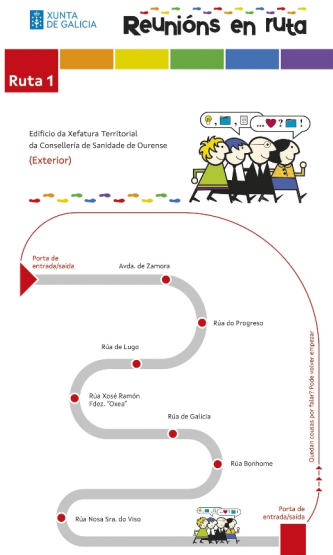 XUNTA
DE GALICIA
Reunións en ruta
Ruta 1
Edificio da Xefatura Territorial
da Consellería de Sanidade de Ourense
(Exterior)
Porta de
entrada/saída
Avda. de Zamora
Rúa do Progreso
Rúa de Lugo
Rúa Xosé Ramón
Fdez. "Oxea"
Rúa de Galicia
Rúa Bonhome
Rúa Nosa Sra. do Viso
Quedan cousas por falar? Pode volver empezar
Porta de
entrada/saída